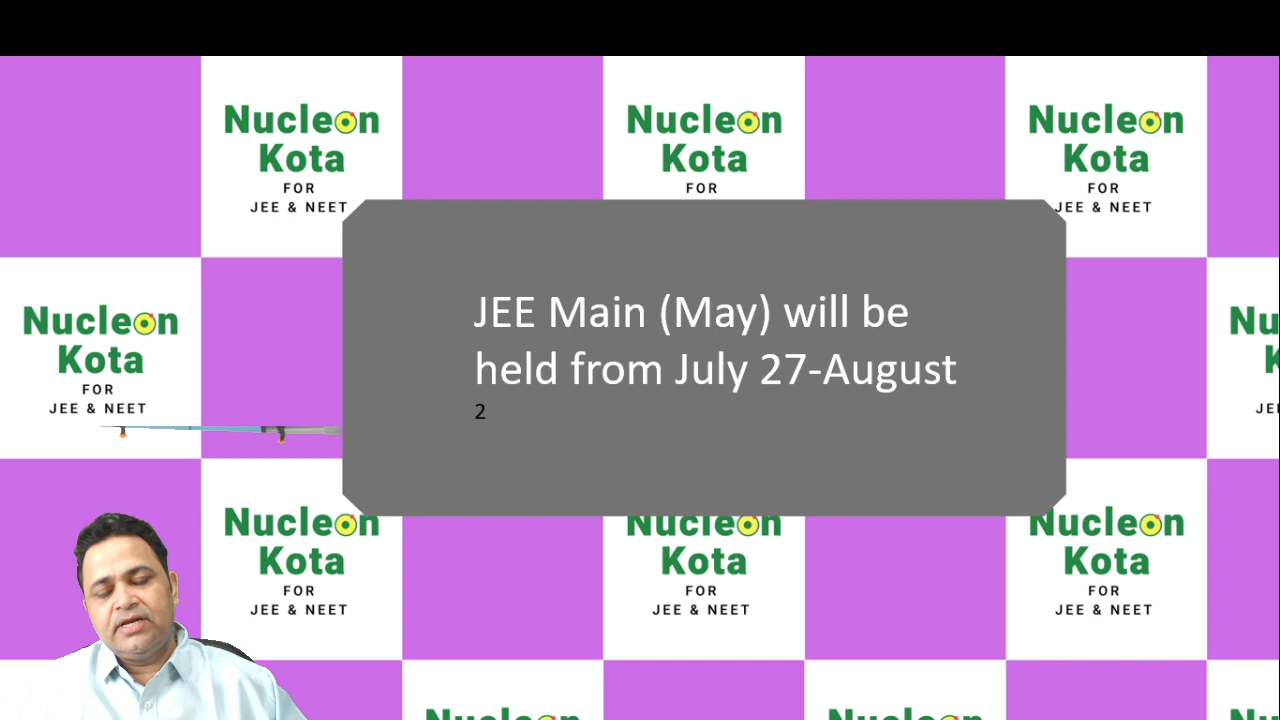 Nucleon
Kota
FOR
JEE & NEET
Nucleon
Kota
FOR
Nucleon
Kota
FOR
JEE & NEET
JEE Main (May) will be
held from July 27-August
2
Nucleon
Kota
FOR
JEE & NEET
Nucleon
Kota
FOR
JEE & NEET
Nucleon
Kota
FOR
JEE & NEET
Nucleon
Kota
FOR
JEE & NEET